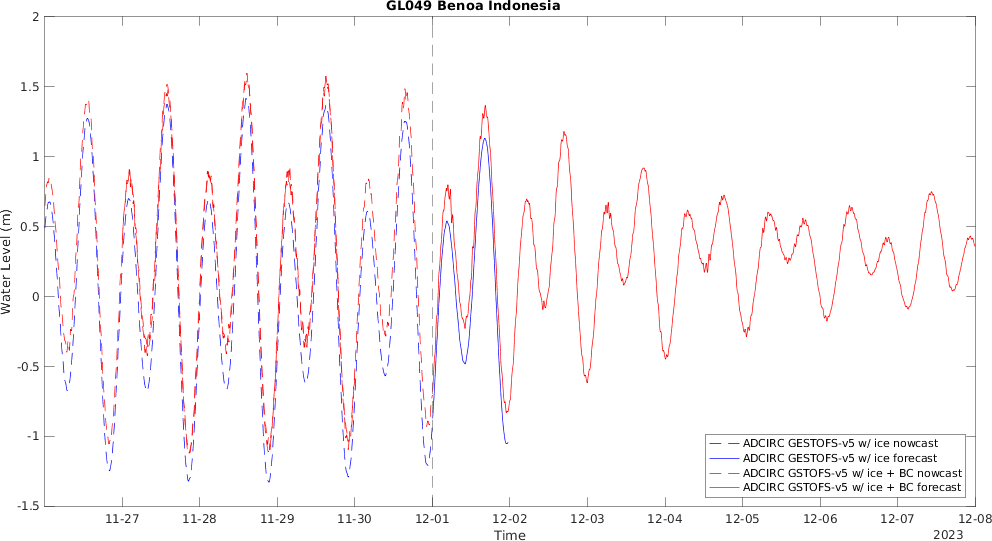 GL049 Benoa Indonesia
2
1.5
1
0.5
0
-0.5
-1
-1.5
Water Level (m)
ADCIRC GESTOFS-v5 w/ ice nowcast
ADCIRC GESTOFS-v5 w/ ice forecast
ADCIRC GSTOFS-v5 w/ ice + BC nowcast
ADCIRC GSTOFS-v5 w/ ice + BC forecast
11-27 11-28 11-29 11-30 12-01 12-02 12-03 12-04 12-05 12-06 12-07 12-08
Time
2023